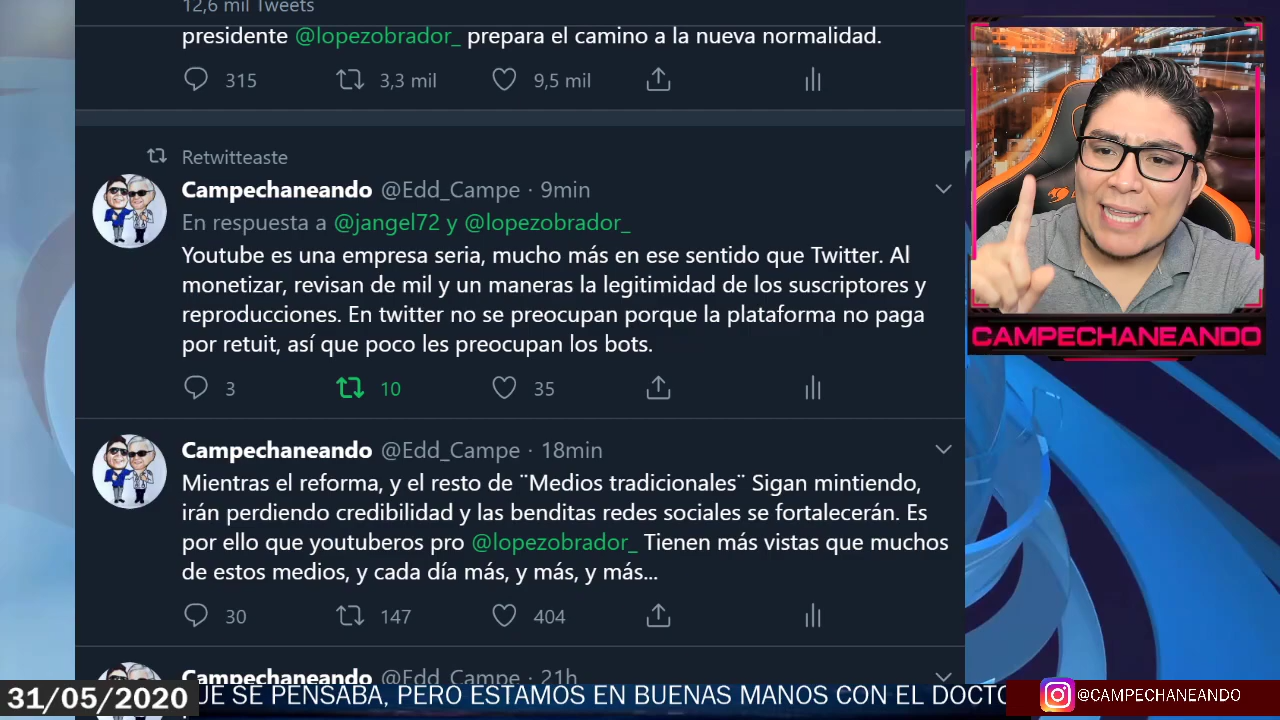 12,6 mil Tweets
presidente @lopezobrador_ prepara el camino a la nueva normalidad.
315 3,3 mil 9,5 mil
Retwitteaste
Campechaneando @Edd_Campe · 9min
En respuesta a @jangel72 y @lopezobrador_
Youtube es una empresa seria, mucho más en ese sentido que Twitter. Al
monetizar, revisan de mil y un maneras la legitimidad de los suscriptores y
reproducciones. En twitter no se preocupan porque la plataforma no paga
por retuit, así que poco les preocupan los bots.
3 10 35
Campechaneando @Edd_Campe · 18min
Mientras el reforma, y el resto de ¨Medios tradicionales¨ Sigan mintiendo,
irán perdiendo credibilidad y las benditas redes sociales se fortalecerán. Es
por ello que youtuberos pro @lopezobrador_ Tienen más vistas que muchos
de estos medios, y cada día más, y más, y más...
30 147 404
Campechaneando @Edd_Campe · 21h
CAMPECHANEANDO
31/05/2020
UE SE PENSABA, PERO ESTAMOS EN BUENAS MANOS CON EL DOCTO
@CAMPECHANEANDO